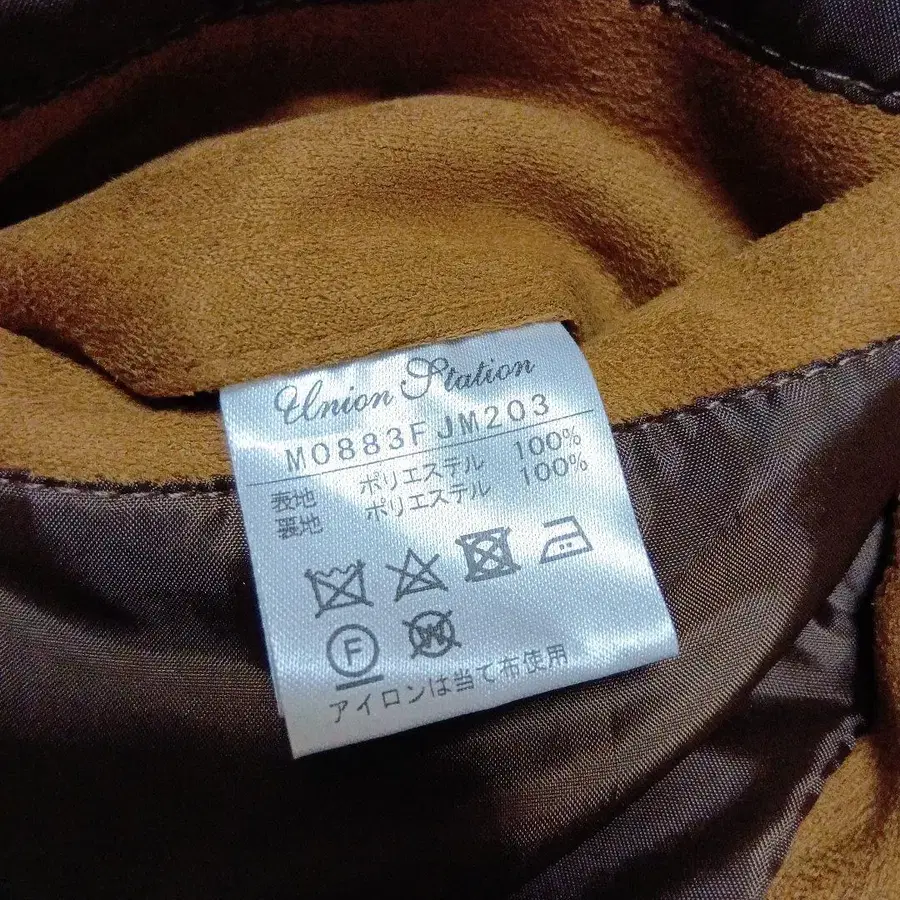 Union Station
M0883FJM203
表地 ポリエステル 100%
裏地 ポリエステル 100%
F W
アイロンは当て布使用